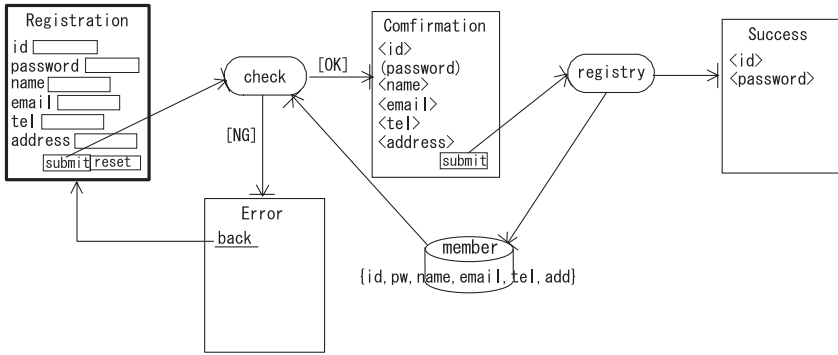 Registration
id
password
name
email
tel
address
submit reset
check
[OK]
[NG]
Error
back
Comfirmation
<id>
(password)
<name>
<email>
<tel>
<address>
submit
registry
member
{id,pw,name,email,tel,add}
Success
<id>
<password>